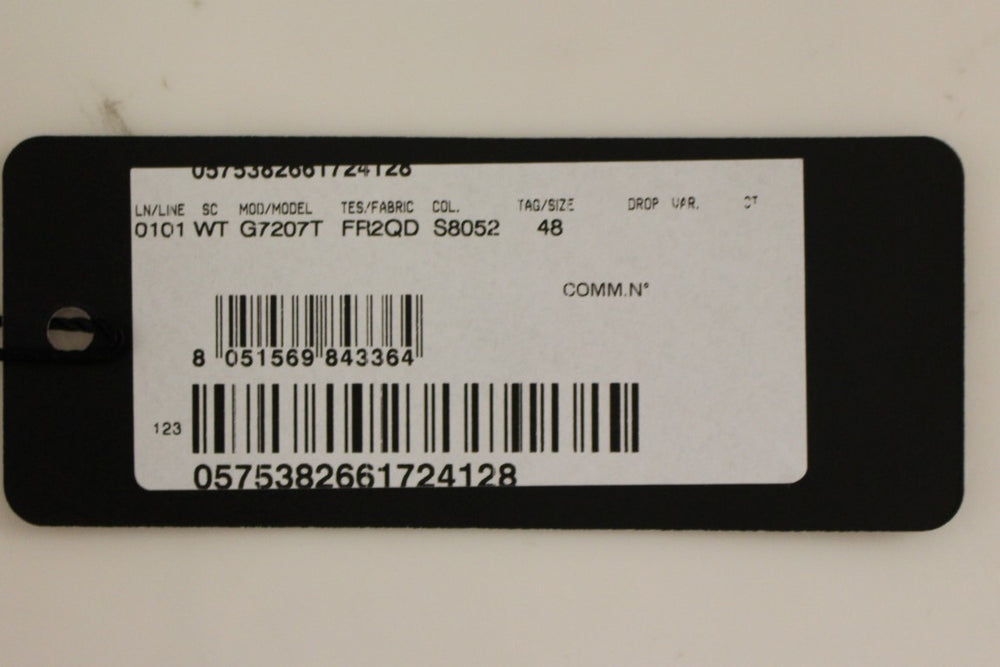 0575382661724128
LN/LINE SC MOD/MODEL TES/FABRIC COL. TAG/SIZE DROP VAR. CT
0101 WT G7207T FR2QD S8052 48
COMM.N°
8 051569 843364
123
0575382661724128